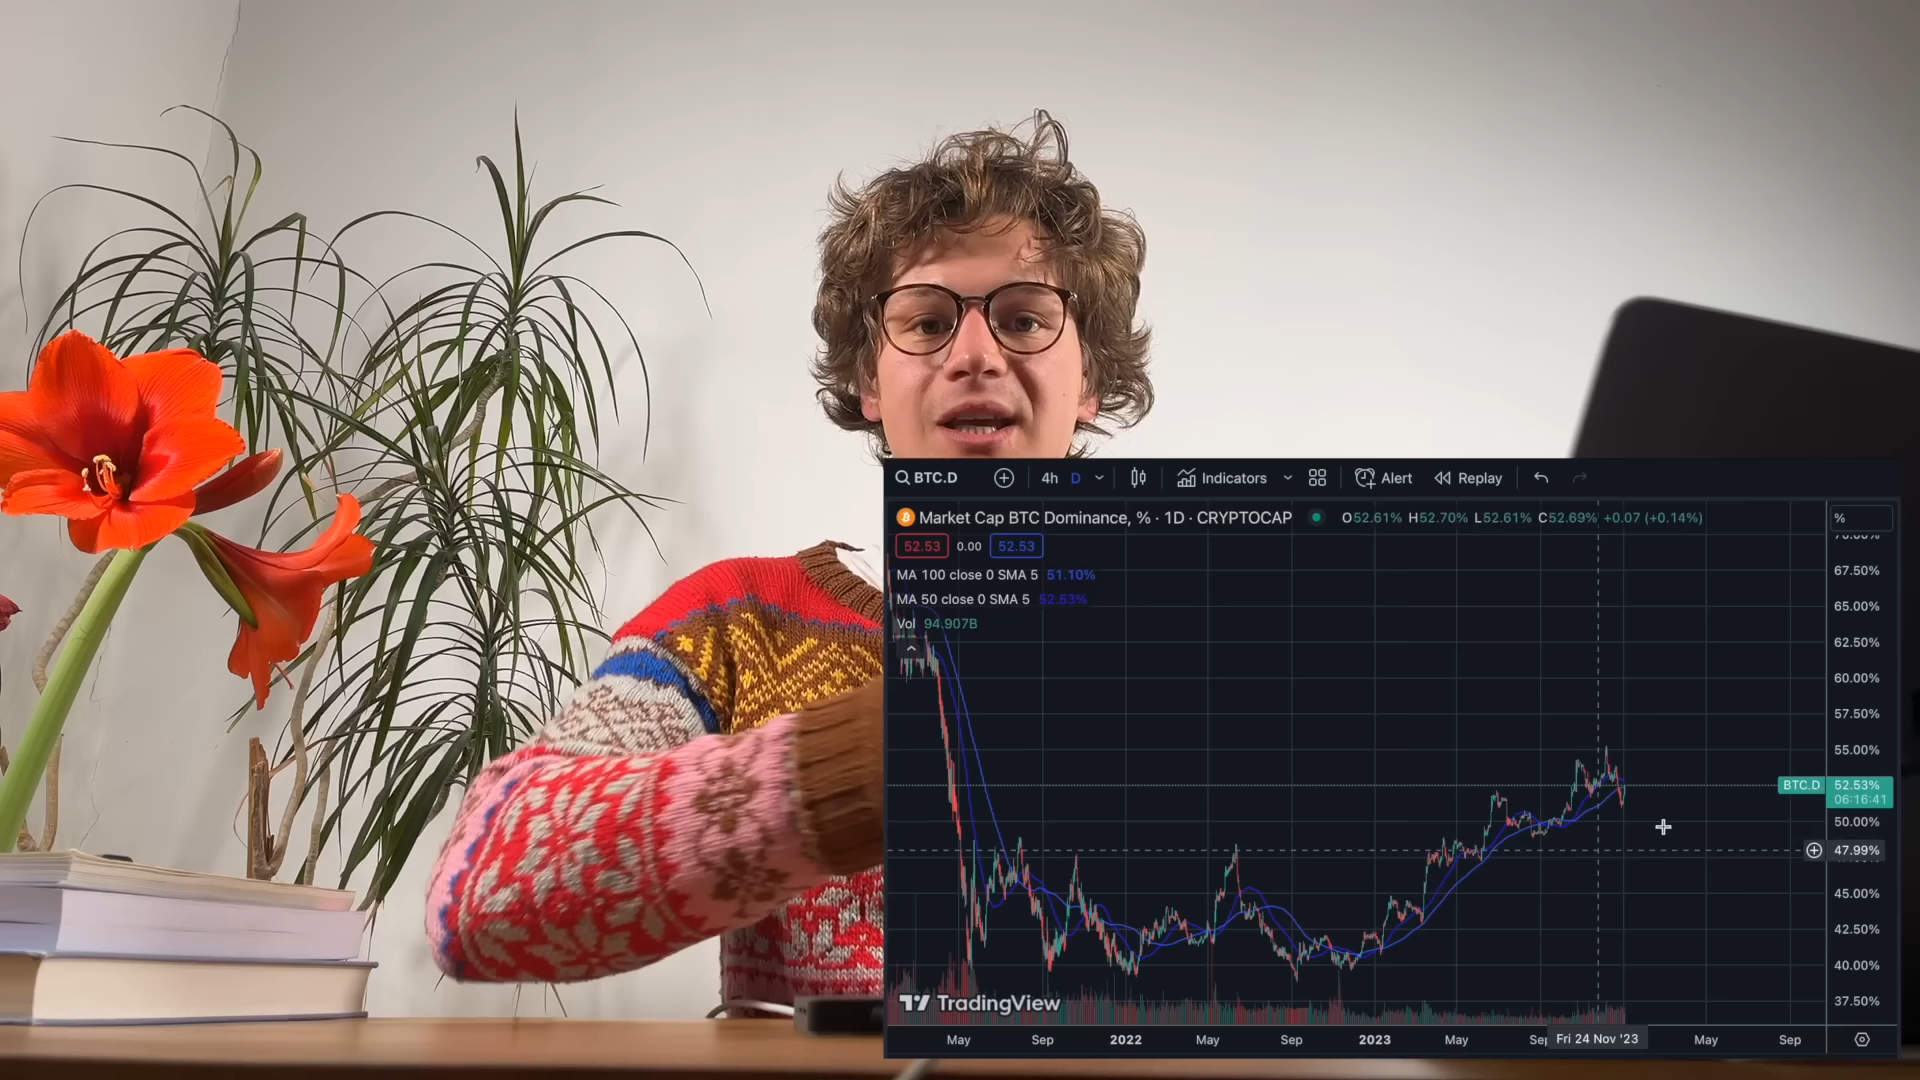 BTC.D
4h D Indicators Alert Replay
Market Cap BTC Dominance, % · 1D · CRYPTOCAP O52.61% H52.70% L52.61% C52.69% +0.07 (+0.14%)
%
52.53 0.00 52.53
MA 100 close 0 SMA 5 51.10%
MA 50 close 0 SMA 5 52.53%
Vol 94.907B
67.50%
65.00%
62.50%
60.00%
57.50%
55.00%
BTC.D 52.53%
06:16:41
50.00%
47.99%
45.00%
42.50%
40.00%
37.50%
TradingView
May Sep 2022 May Sep 2023 May Fri 24 Nov '23 May Sep